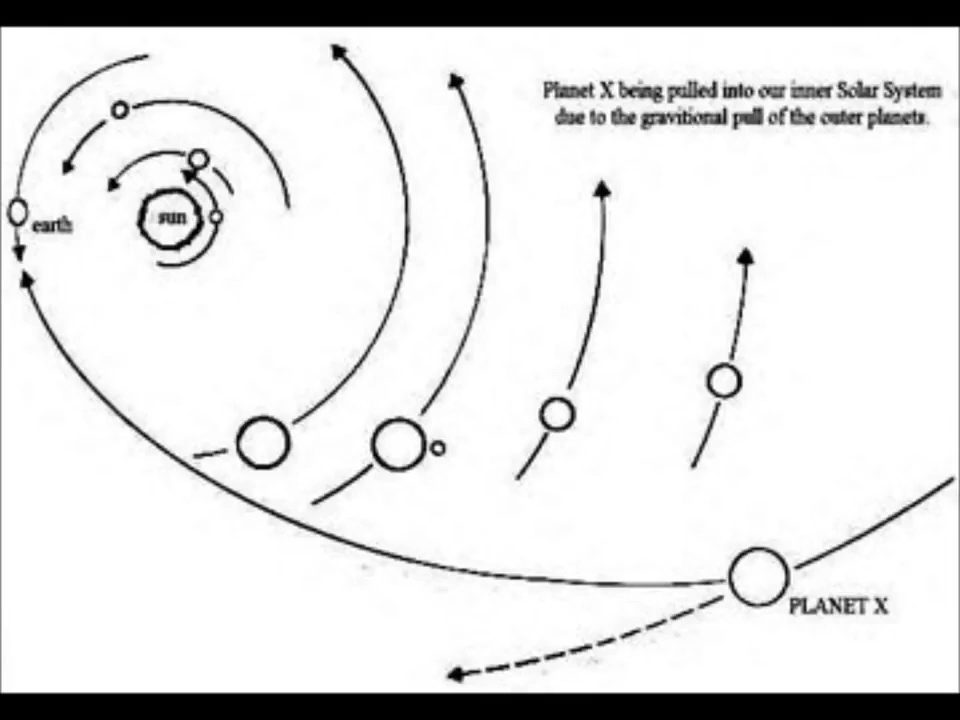 Planet X being pulled into our inner Solar System
due to the gravitional pull of the outer planets.
earth
sun
PLANET X